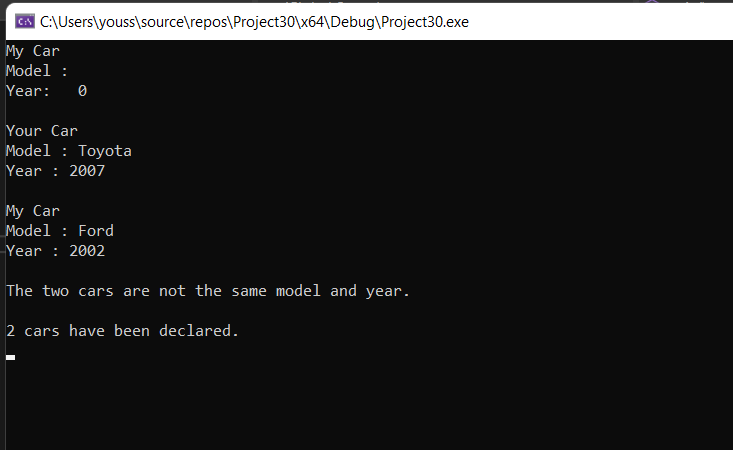 C:\Users\youss\source\repos\Project30\x64\Debug\Project30.exe
My Car
Model :
Year:   0
Your Car
Model : Toyota
Year : 2007
My Car
Model : Ford
Year : 2002
The two cars are not the same model and year.
2 cars have been declared.